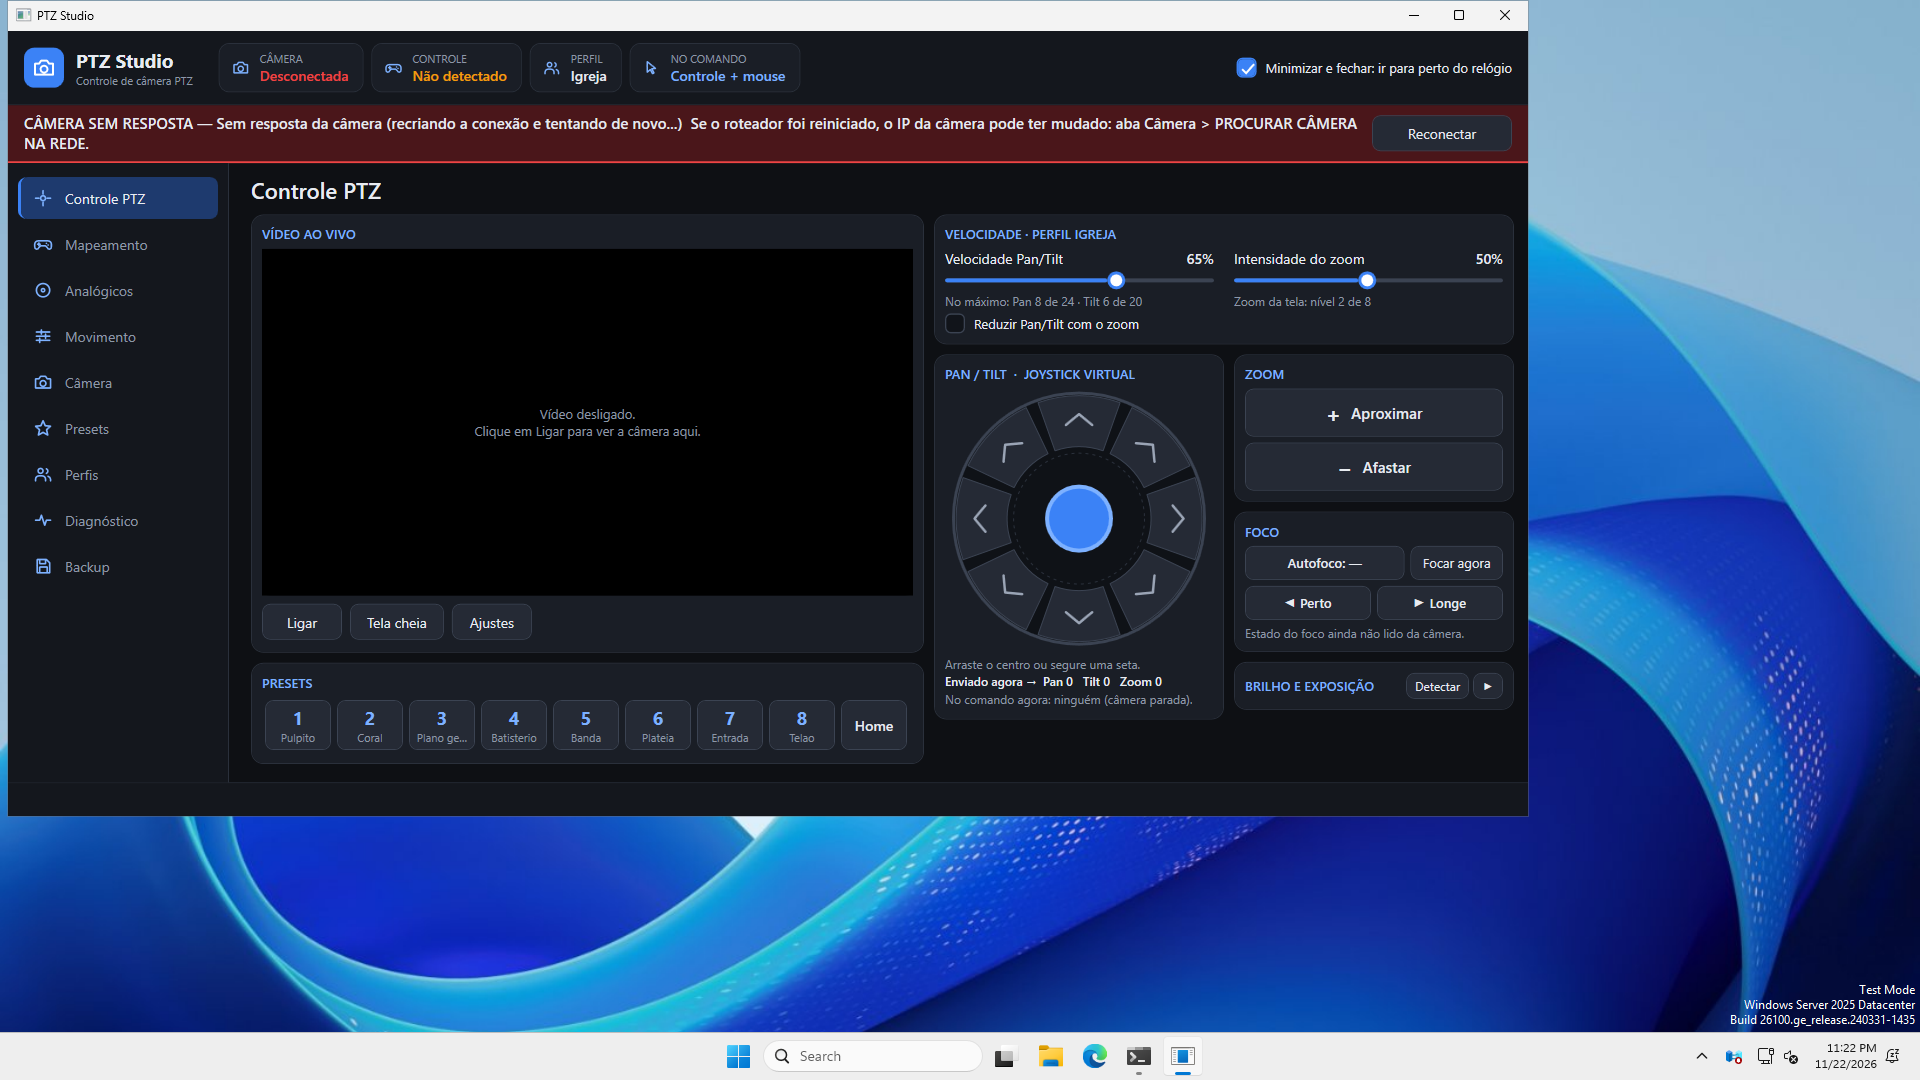 PTZ Studio
PTZ Studio
Controle de câmera PTZ
CÂMERA
Desconectada
CONTROLE
Não detectado
PERFIL
Igreja
NO COMANDO
Controle + mouse
Minimizar e fechar: ir para perto do relógio
CÂMERA SEM RESPOSTA — Sem resposta da câmera (recriando a conexão e tentando de novo...)  Se o roteador foi reiniciado, o IP da câmera pode ter mudado: aba Câmera > PROCURAR CÂMERA
NA REDE.
Reconectar
Controle PTZ
Mapeamento
Analógicos
Movimento
Câmera
Presets
Perfis
Diagnóstico
Backup
Controle PTZ
VÍDEO AO VIVO
Vídeo desligado.
Clique em Ligar para ver a câmera aqui.
Ligar
Tela cheia
Ajustes
PRESETS
1
Pulpito
2
Coral
3
Plano ge...
4
Batisterio
5
Banda
6
Plateia
7
Entrada
8
Telao
Home
VELOCIDADE · PERFIL IGREJA
Velocidade Pan/Tilt 65%
No máximo: Pan 8 de 24 · Tilt 6 de 20
Reduzir Pan/Tilt com o zoom
Intensidade do zoom 50%
Zoom da tela: nível 2 de 8
PAN / TILT · JOYSTICK VIRTUAL
Arraste o centro ou segure uma seta.
Enviado agora → Pan 0 Tilt 0 Zoom 0
No comando agora: ninguém (câmera parada).
ZOOM
+ Aproximar
– Afastar
FOCO
Autofoco: —
Focar agora
◄ Perto
► Longe
Estado do foco ainda não lido da câmera.
BRILHO E EXPOSIÇÃO
Detectar
►
Test Mode
Windows Server 2025 Datacenter
Build 26100.ge_release.240331-1435
Search
11:22 PM
11/22/2026